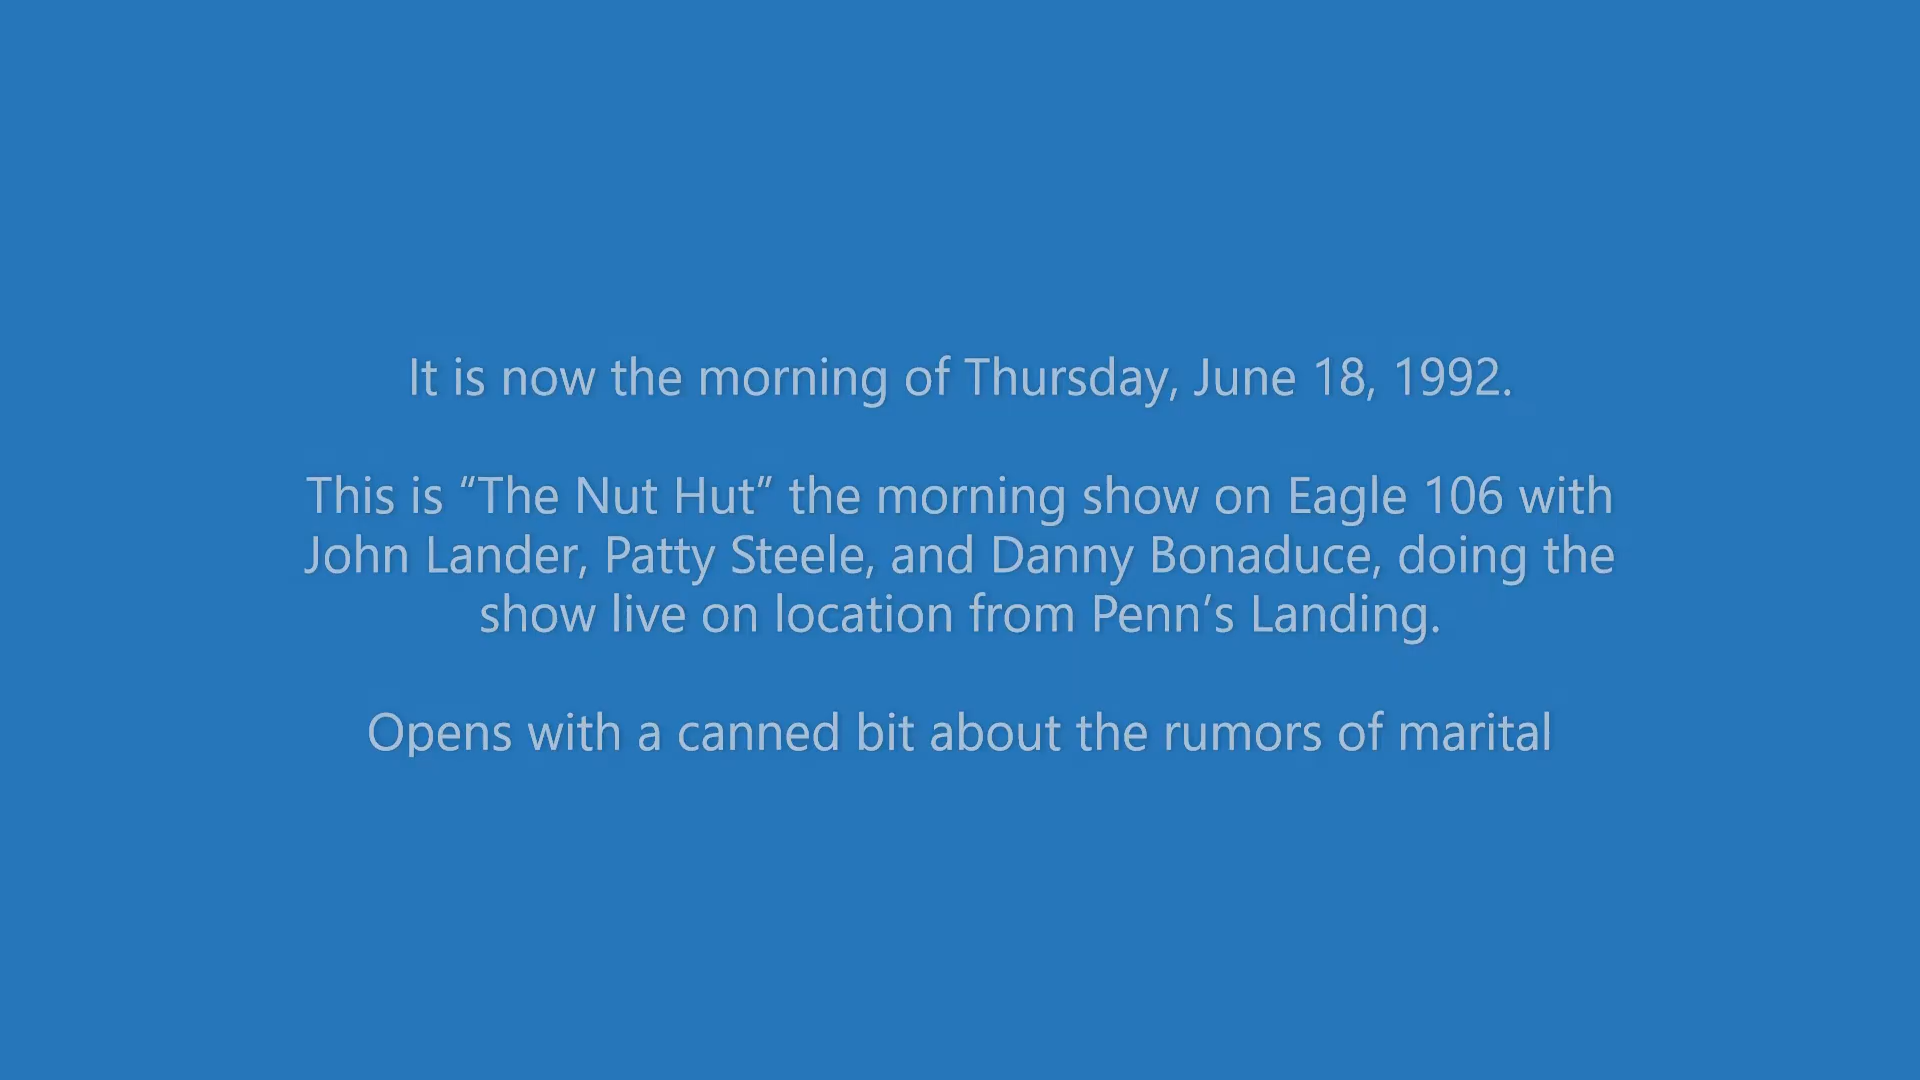 It is now the morning of Thursday, June 18, 1992.
This is “The Nut Hut” the morning show on Eagle 106 with
John Lander, Patty Steele, and Danny Bonaduce, doing the
show live on location from Penn’s Landing.
Opens with a canned bit about the rumors of marital